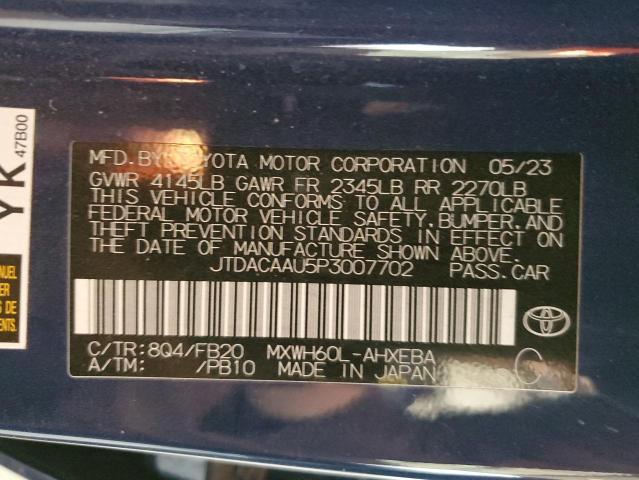 MFD.BY TOYOTA MOTOR CORPORATION 05/23
GVWR 4145LB GAWR FR 2345LB RR 2270LB
THIS VEHICLE CONFORMS TO ALL APPLICABLE
FEDERAL MOTOR VEHICLE SAFETY, BUMPER, AND
THEFT PREVENTION STANDARDS IN EFFECT ON
THE DATE OF MANUFACTURE SHOWN ABOVE.
JTDACAAU5P3007702 PASS.CAR
C/TR:8Q4/FB20 MXWH60L-AHXEBA
A/TM: /PB10 MADE IN JAPAN
C
YK
47B00